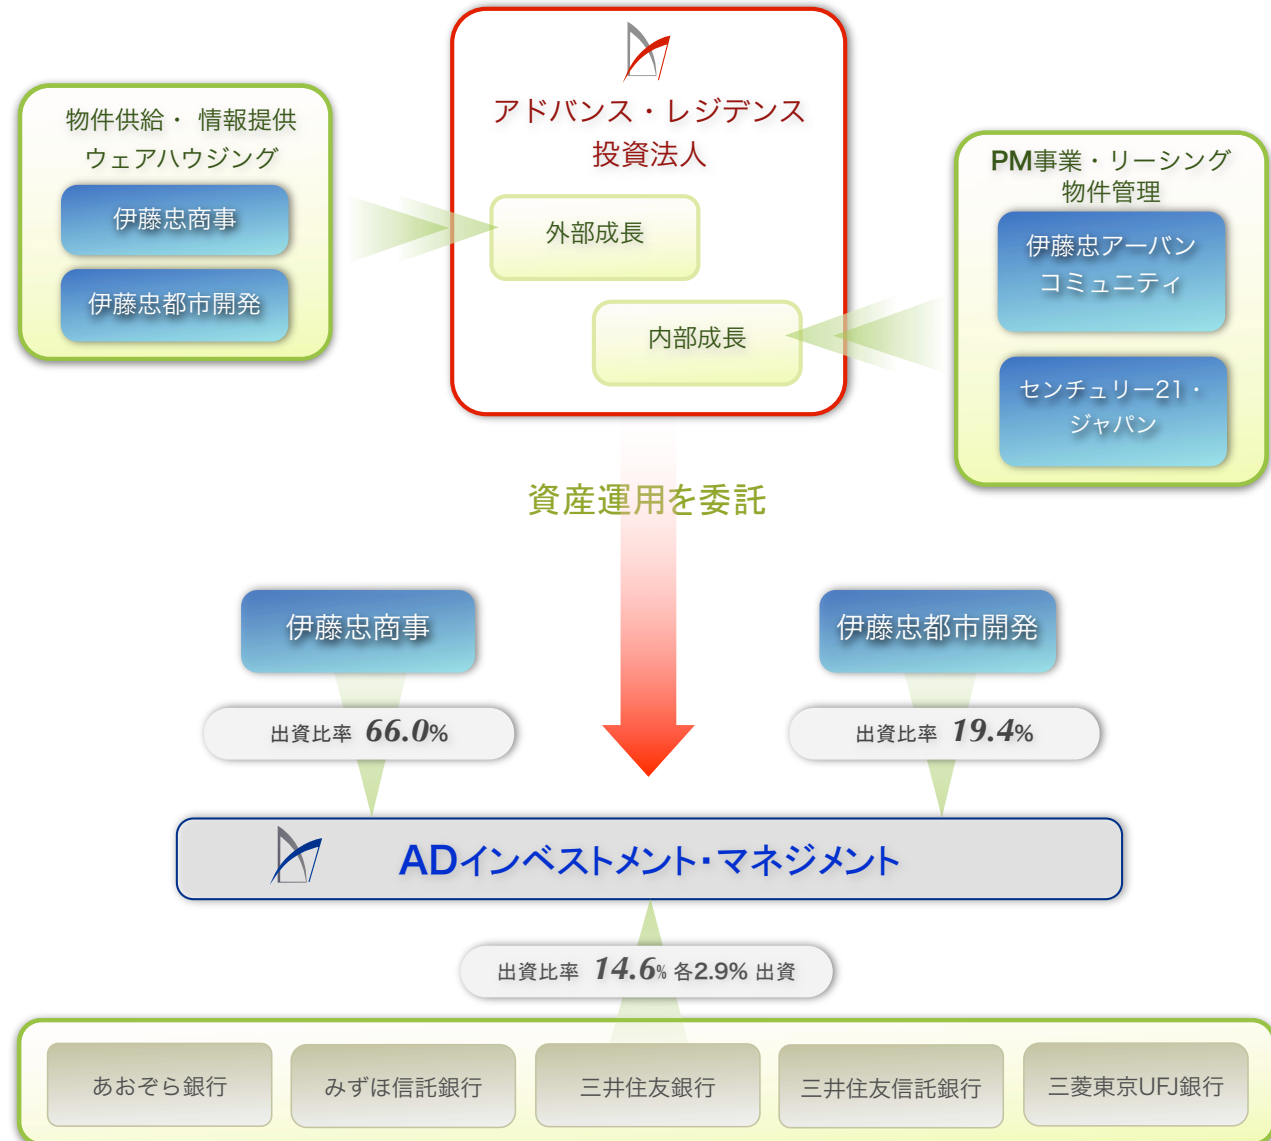 物件供給・ 情報提供
ウェアハウジング
伊藤忠商事
伊藤忠都市開発
アドバンス・レジデンス
投資法人
外部成長
内部成長
PM事業・リーシング
物件管理
伊藤忠アーバン
コミュニティ
センチュリー21・
ジャパン
資産運用を委託
伊藤忠商事
出資比率 66.0%
伊藤忠都市開発
出資比率 19.4%
ADインベストメント・マネジメント
出資比率 14.6% 各2.9% 出資
あおぞら銀行
みずほ信託銀行
三井住友銀行
三井住友信託銀行
三菱東京UFJ銀行